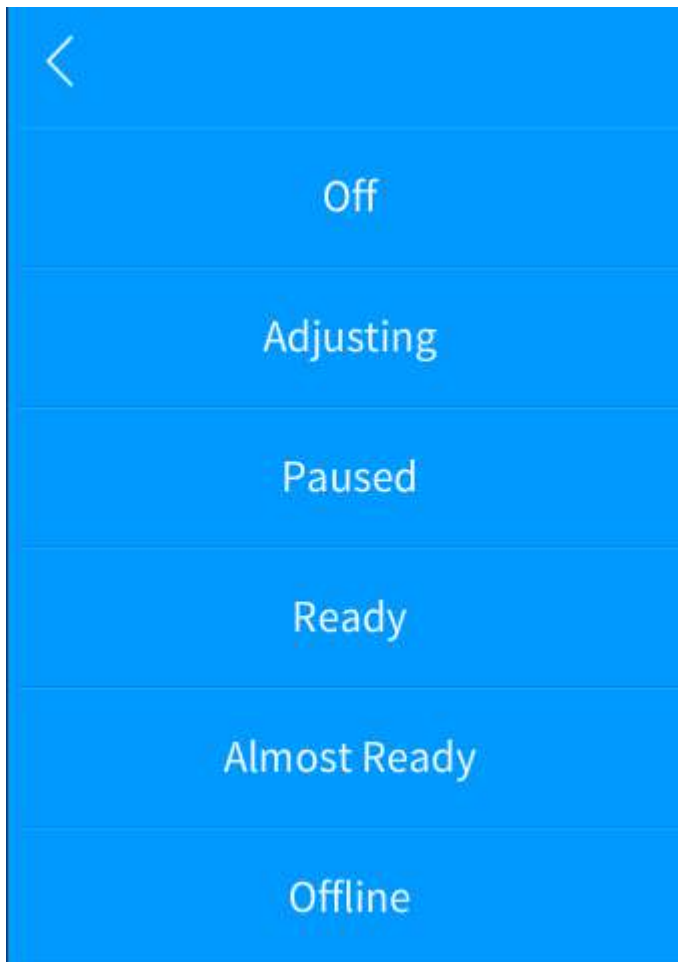 Off
Adjusting
Paused
Ready
Almost Ready
Offline